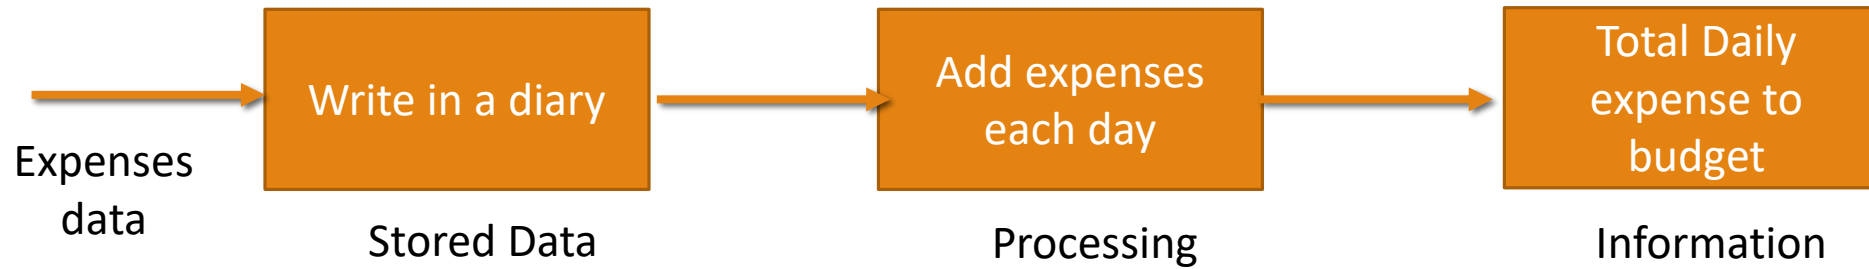 Expenses
data
Write in a diary
Stored Data
Add expenses
each day
Processing
Total Daily
expense to
budget
Information